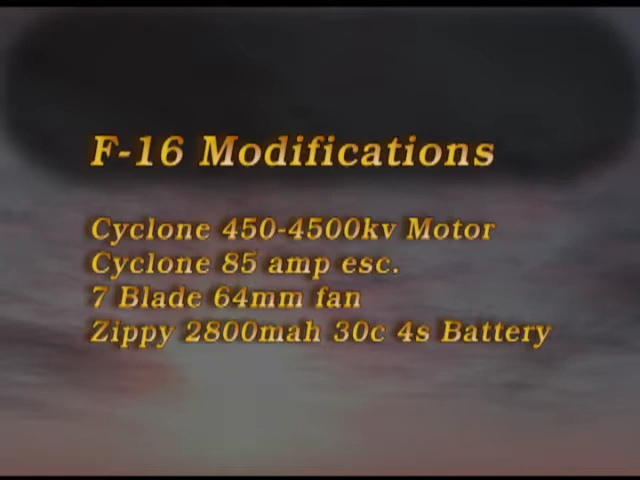 F-16 Modifications
Cyclone 450-4500kv Motor
Cyclone 85 amp esc.
7 Blade 64mm fan
Zippy 2800mah 30c 4s Battery